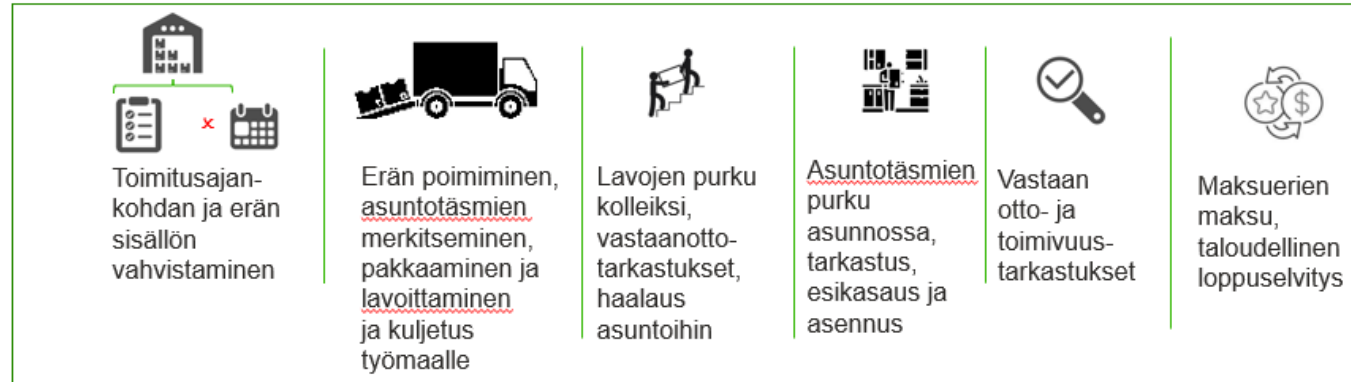 Toimitusajan-
kohdan ja erän
sisällön
vahvistaminen
Erän poimiminen,
asuntotäsmien
merkitseminen,
pakkaaminen ja
lavoittaminen
ja kuljetus
työmaalle
Lavojen purku
kolleiksi,
vastaanotto-
tarkastukset,
haalaus
asuntoihin
Asuntotäsmien
purku
asunnossa,
tarkastus,
esikasaus ja
asennus
Vastaan
otto- ja
toimivuus-
tarkastukset
Maksuerien
maksu,
taloudellinen
loppuselvitys